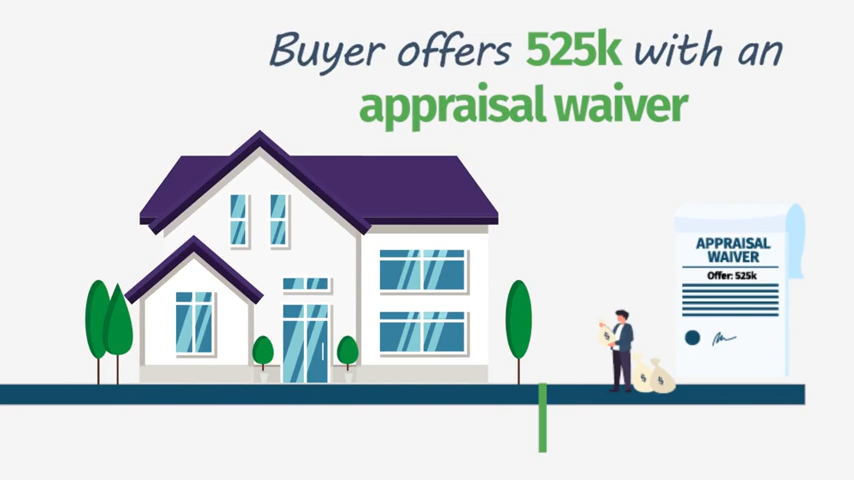 Buyer offers 525k with an
appraisal waiver
APPRAISAL
WAIVER
Offer: 525k
$
$
$